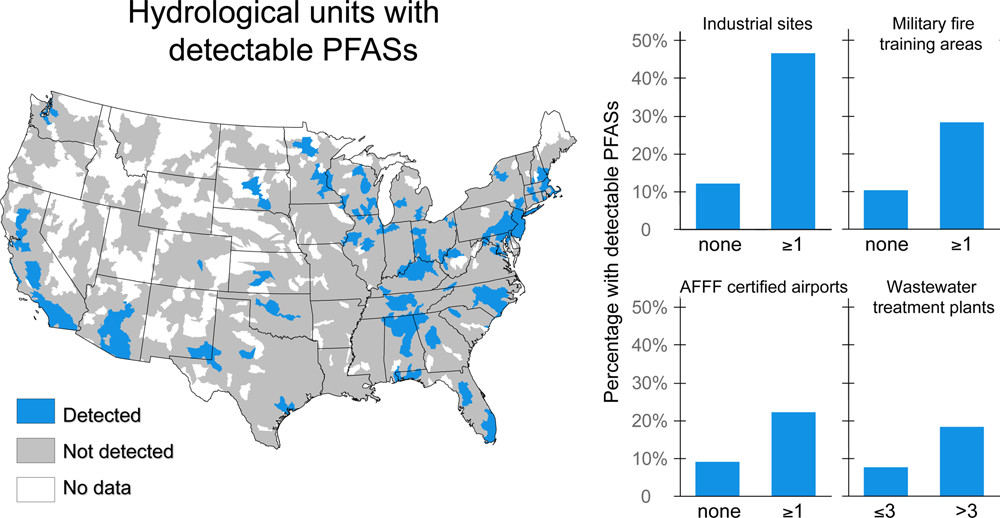 Hydrological units with
detectable PFASs
Detected
Not detected
No data
Percentage with detectable PFASs
Industrial sites
50%
40%
30%
20%
10%
0
none
≥1
Military fire
training areas
none
≥1
AFFF certified airports
50%
40%
30%
20%
10%
0
none
≥1
Wastewater
treatment plants
≤3
>3